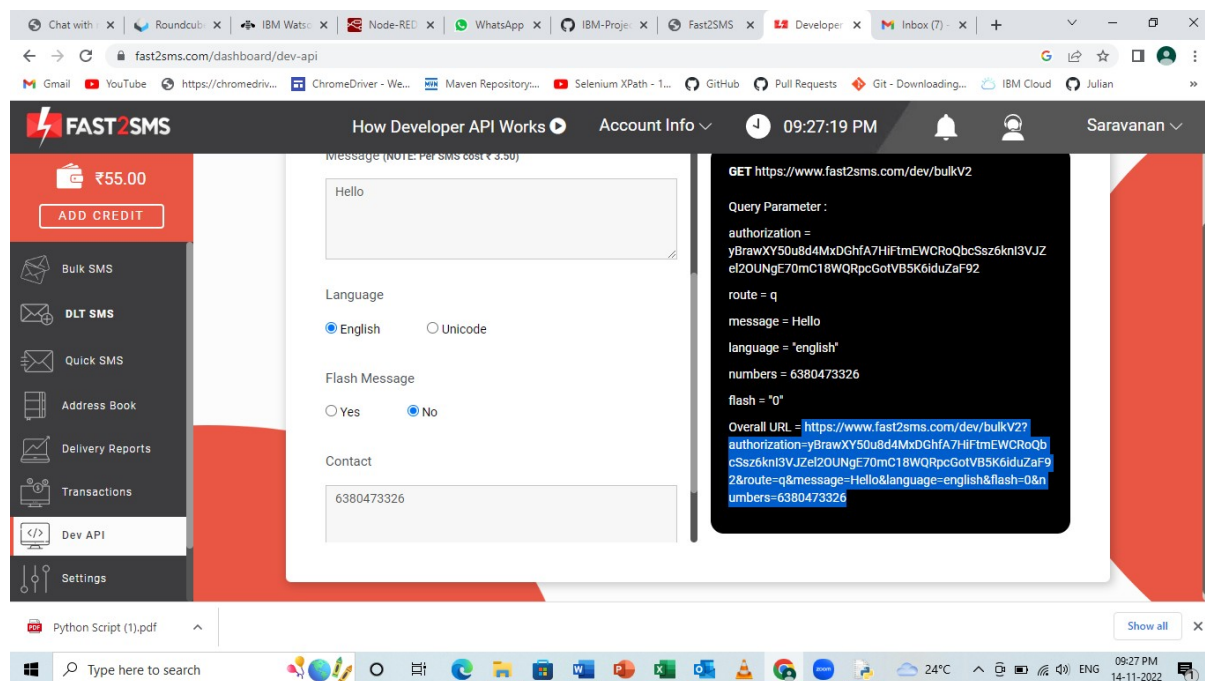 Chat with
Roundcub
IBM Watso
Node-RED
WhatsApp
IBM-Proje
Fast2SMS
Developer
Inbox (7) -
fast2sms.com/dashboard/dev-api
Gmail
YouTube
https://chromedriv...
ChromeDriver - We...
Maven Repository:...
Selenium XPath - 1...
GitHub
Pull Requests
Git - Downloading...
IBM Cloud
Julian
»
FAST2SMS
How Developer API Works
Account Info
09:27:19 PM
Saravanan
₹55.00
ADD CREDIT
Bulk SMS
DLT SMS
Quick SMS
Address Book
Delivery Reports
Transactions
Dev API
Settings
Message (NOTE: Per SMS cost ₹ 3.50)
Hello
Language
English
Unicode
Flash Message
Yes
No
Contact
6380473326
GET https://www.fast2sms.com/dev/bulkV2
Query Parameter :
authorization =
yBrawXY50u8d4MxDGhfA7HiFtmEWCRoQbcSsz6knI3VJZ
el2OUNgE70mC18WQRpcGotVB5K6iduZaF92
route = q
message = Hello
language = "english"
numbers = 6380473326
flash = "0"
Overall URL = https://www.fast2sms.com/dev/bulkV2?
authorization=yBrawXY50u8d4MxDGhfA7HiFtmEWCRoQb
cSsz6knI3VJZel2OUNgE70mC18WQRpcGotVB5K6iduZaF9
2&route=q&message=Hello&language=english&flash=0&n
umbers=6380473326
Python Script (1).pdf
Show all
Type here to search
24°C
ENG
09:27 PM
14-11-2022